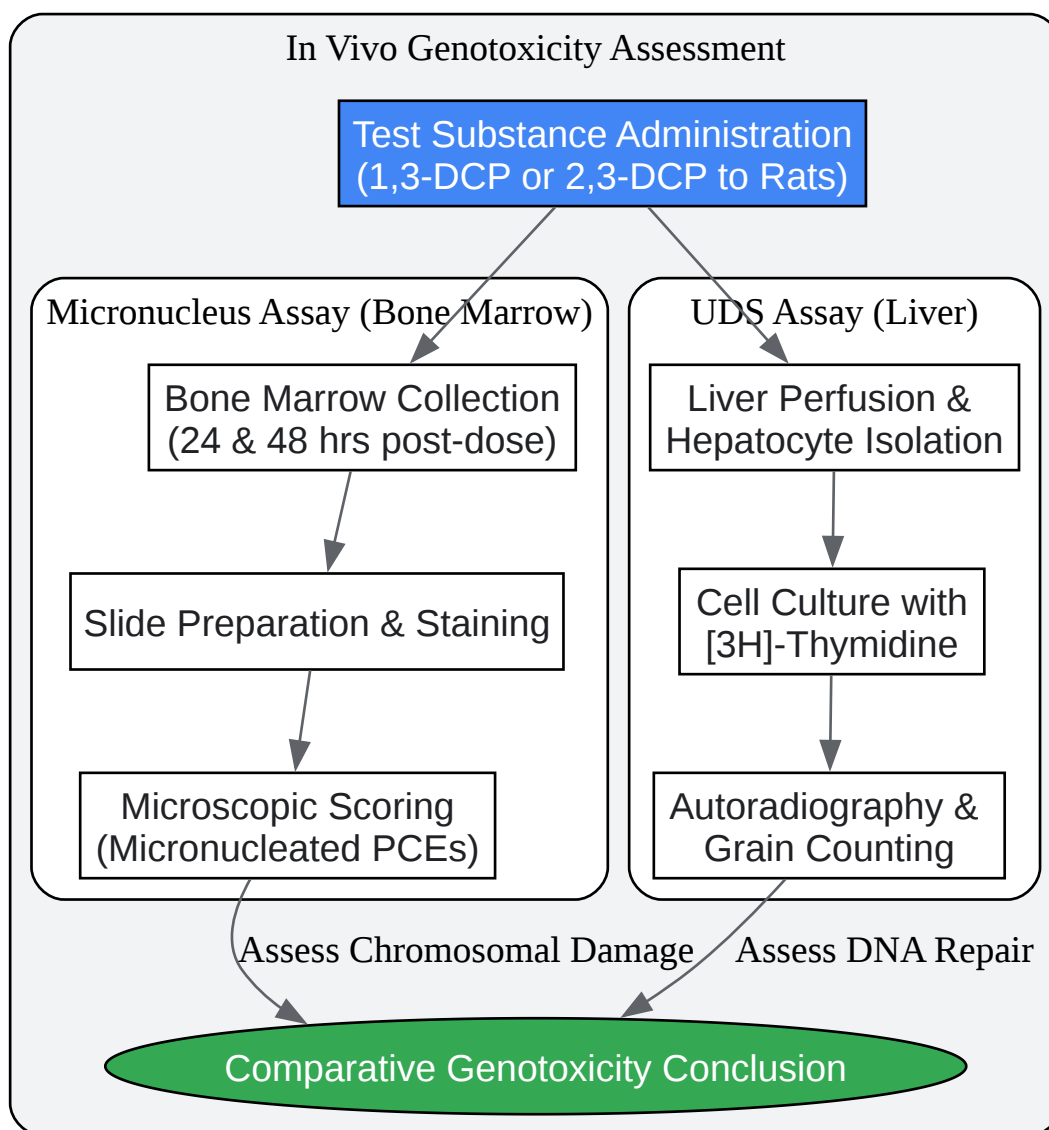 In Vivo Genotoxicity Assessment
Test Substance Administration
(1,3-DCP or 2,3-DCP to Rats)
Micronucleus Assay (Bone Marrow)
Bone Marrow Collection
(24 & 48 hrs post-dose)
Slide Preparation & Staining
Microscopic Scoring
(Micronucleated PCEs)
UDS Assay (Liver)
Liver Perfusion &
Hepatocyte Isolation
Cell Culture with
[3H]-Thymidine
Autoradiography &
Grain Counting
Assess Chromosomal Damage
Assess DNA Repair
Comparative Genotoxicity Conclusion